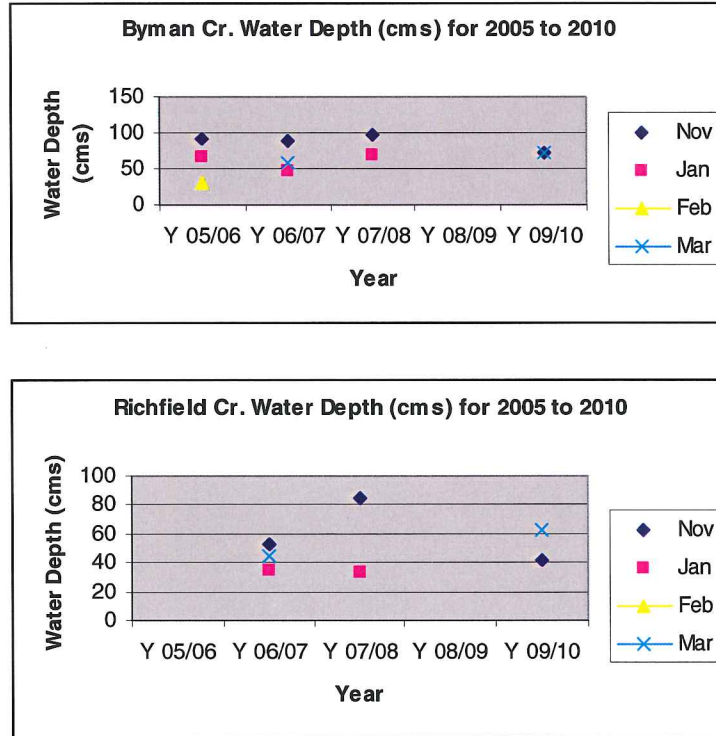 Byman Cr. Water Depth (cms) for 2005 to 2010
Water Depth
(cms)
150
100
50
0
Y 05/06 Y 06/07 Y 07/08 Y 08/09 Y 09/10
Year
Nov
Jan
Feb
Mar
Richfield Cr. Water Depth (cms) for 2005 to 2010
Water Depth (cms)
100
80
60
40
20
0
Y 05/06 Y 06/07 Y 07/08 Y 08/09 Y 09/10
Year
Nov
Jan
Feb
Mar